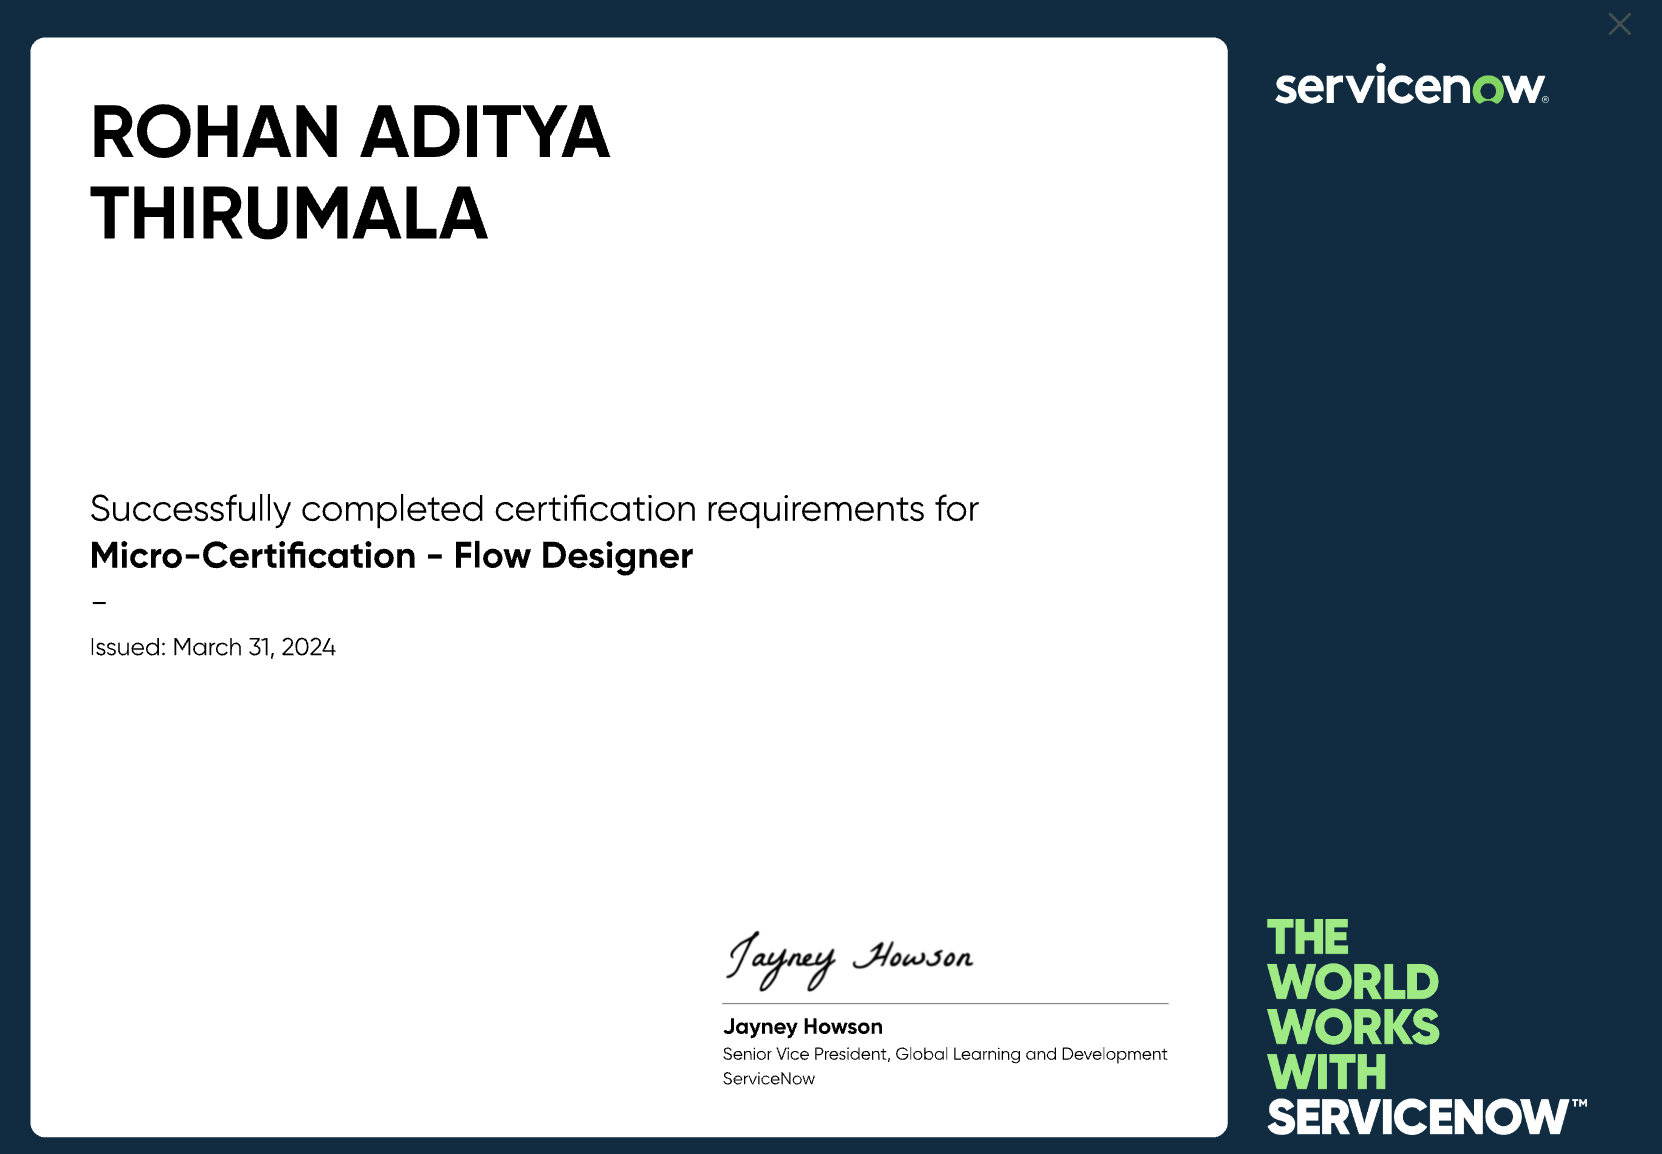 ROHAN ADITYA
THIRUMALA
Successfully completed certification requirements for
Micro-Certification - Flow Designer
–
Issued: March 31, 2024
Jayney Howson
Jayney Howson
Senior Vice President, Global Learning and Development
ServiceNow
servicenow®
THE
WORLD
WORKS
WITH
SERVICENOW™